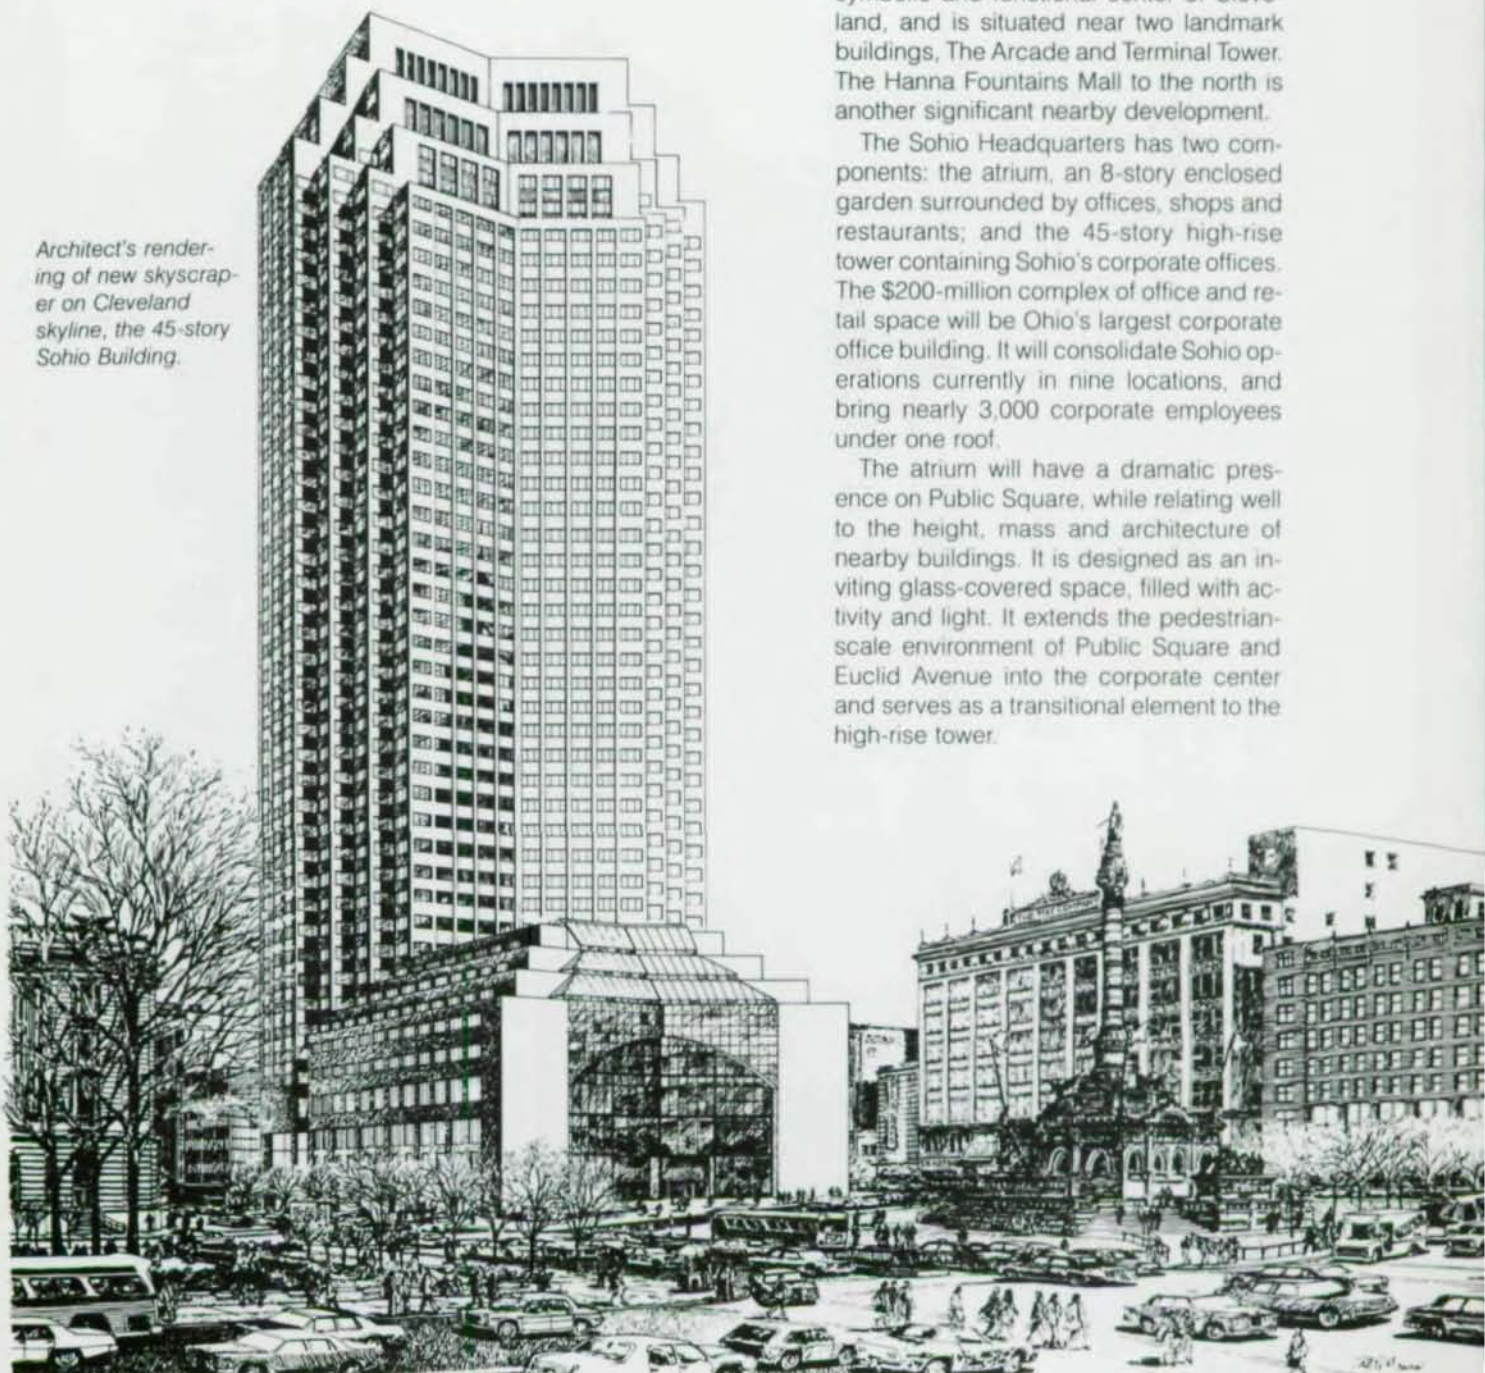 Architect's render-
ing of new skyscrap-
er on Cleveland
skyline, the 45-story
Sohio Building.
land, and is situated near two landmark
buildings, The Arcade and Terminal Tower.
The Hanna Fountains Mall to the north is
another significant nearby development.
The Sohio Headquarters has two com-
ponents: the atrium, an 8-story enclosed
garden surrounded by offices, shops and
restaurants; and the 45-story high-rise
tower containing Sohio's corporate offices.
The $200-million complex of office and re-
tail space will be Ohio's largest corporate
office building. It will consolidate Sohio op-
erations currently in nine locations, and
bring nearly 3,000 corporate employees
under one roof.
The atrium will have a dramatic pres-
ence on Public Square, while relating well
to the height, mass and architecture of
nearby buildings. It is designed as an in-
viting glass-covered space, filled with ac-
tivity and light. It extends the pedestrian-
scale environment of Public Square and
Euclid Avenue into the corporate center
and serves as a transitional element to the
high-rise tower.